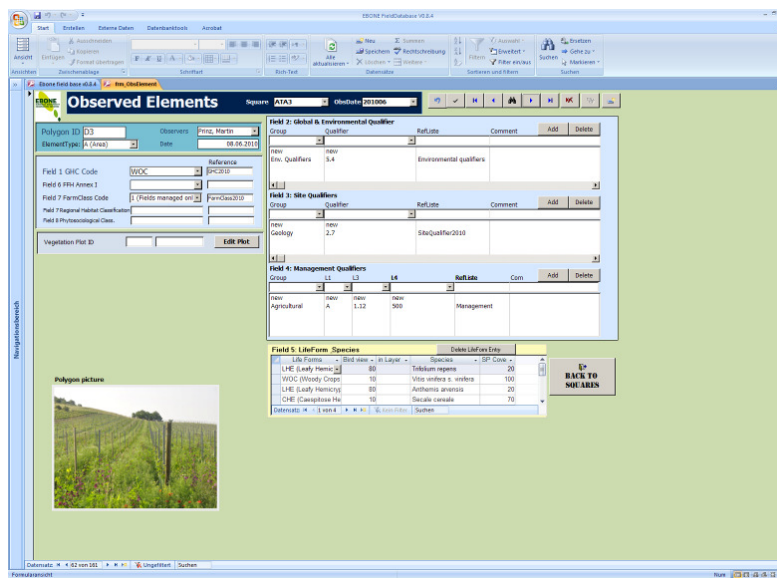 EBONE FieldDatabase V0.8.4
Start Erstellen Externe Daten Datenbanktools Acrobat
Ansicht
Einfügen
Ausschneiden
Kopieren
Format übertragen
F K U
Alle aktualisieren
Neu
Speichern
Löschen
Summen
Rechtschreibung
Weitere
Filtern
Auswahl
Erweitert
Filter ein/aus
Suchen
Ersetzen
Gehe zu
Markieren
Ansichten Zwischenablage Schriftart Rich-Text Datensätze Sortieren und Filtern Suchen
Ebone field base v0.8.4 frm_ObsElement
EBONE Observed Elements Square ATA3 ObsDate 201006
Polygon ID D3 Observers Prinz, Martin
ElementType: A (Area) Date 08.06.2010
Reference
Field 1 GHC Code WOC GHC2010
Field 6 FFH Annex I
Field 7 FarmClass Code 1 (Fields managed onl FarmClass2010
Field 7 Regional Habitat Classification
Field 8 Phytosociological Class.
Vegetation Plot ID Edit Plot
Field 2: Global & Environmental Qualifier
Group Qualifier RefListe Comment Add Delete
new new
Env. Qualifiers 5.4 Environmental qualifiers
Field 3: Site Qualifiers
Group Qualifier RefListe Comment Add Delete
new new
Geology 2.7 SiteQualifier2010
Field 4: Management Qualifiers
Group L1 L3 L4 RefListe Com Add Delete
new new new new
Agricultural A 1.12 500 Management
Field 5: LifeForm_Species Delete LifeForm Entry
Life Forms Bird view in Layer Species SP Cove
LHE (Leafy Hemic 80 Trifolium repens 20
WOC (Woody Crops 10 Vitis vinifera s. vinifera 100
LHE (Leafy Hemicryp 80 Anthemis arvensis 20
CHE (Caespitose He 10 Secale cereale 70
Datensatz: 1 von 4 Kein Filter Suchen
BACK TO
SQUARES
Polygon picture
Navigationsbereich
Datensatz: 62 von 161 Ungefiltert Suchen
Formularansicht Num